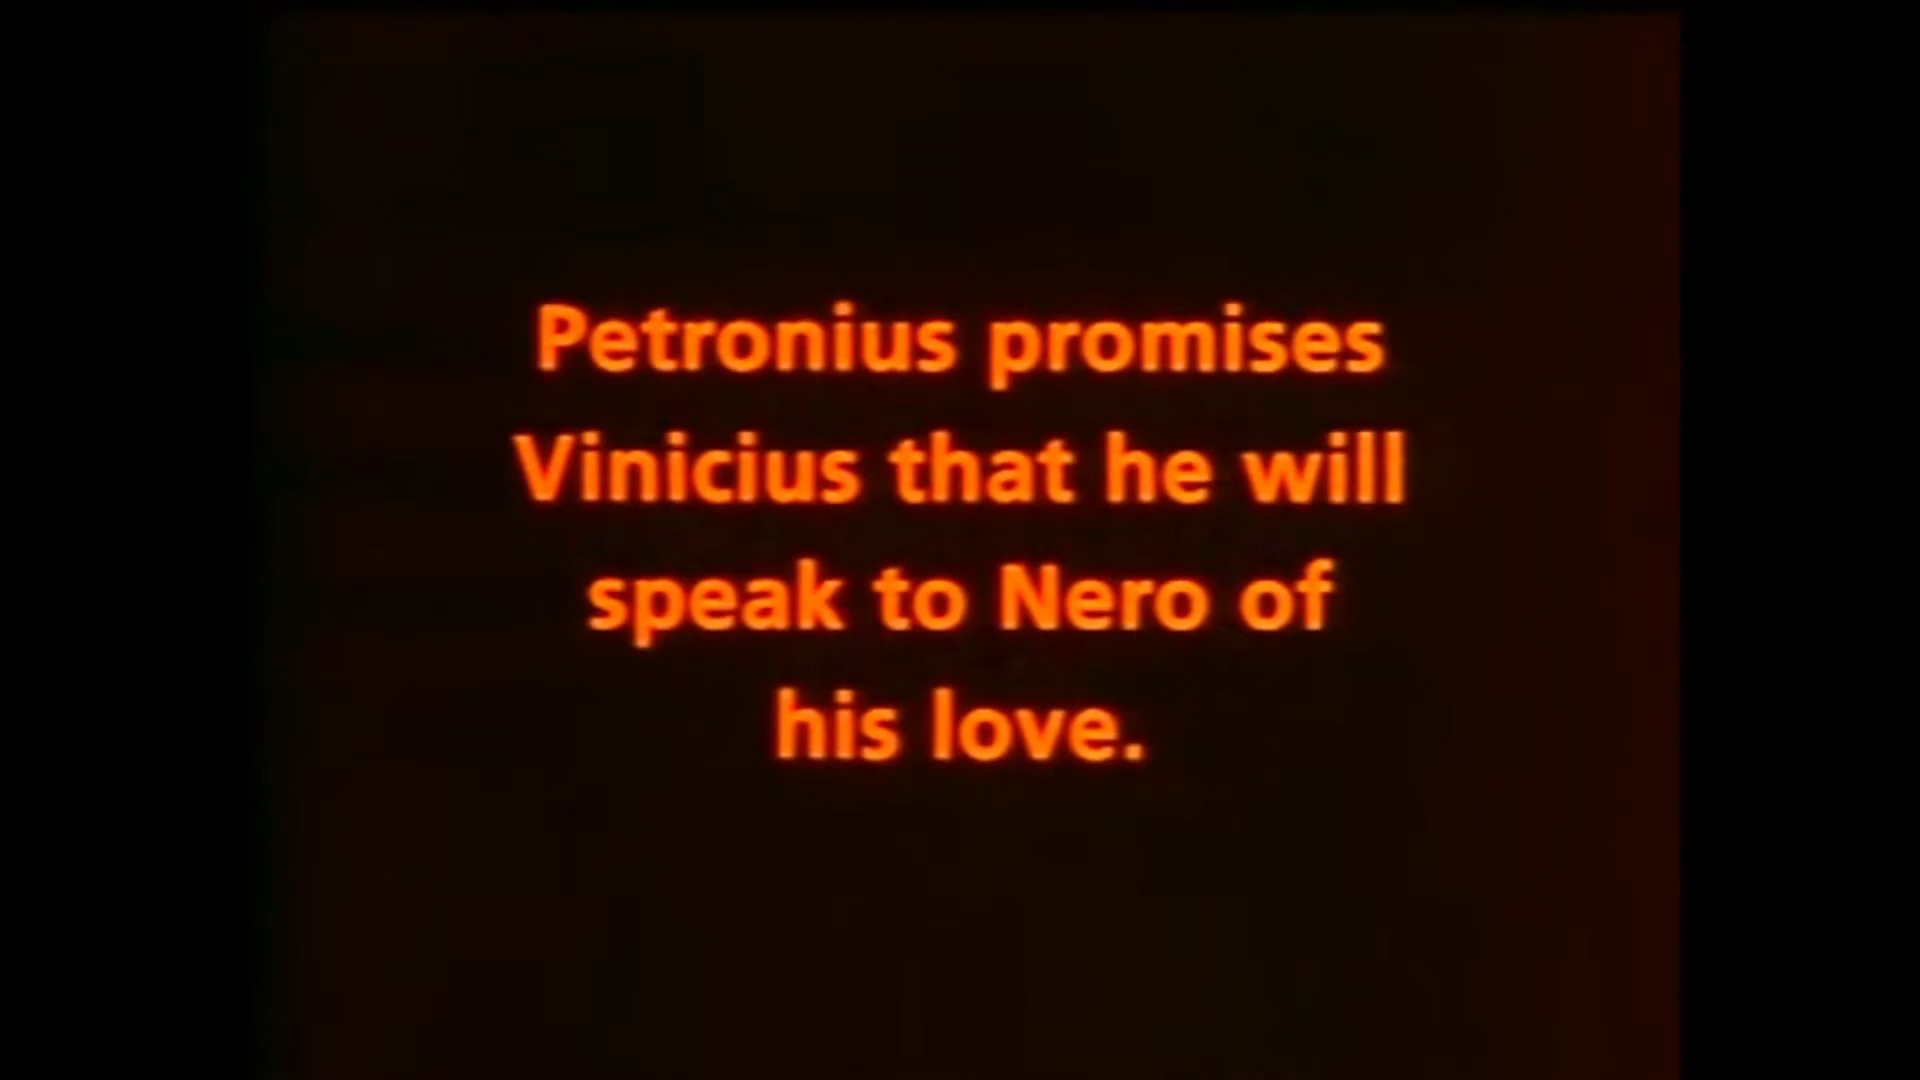 Petronius promises
Vinicius that he will
speak to Nero of
his love.